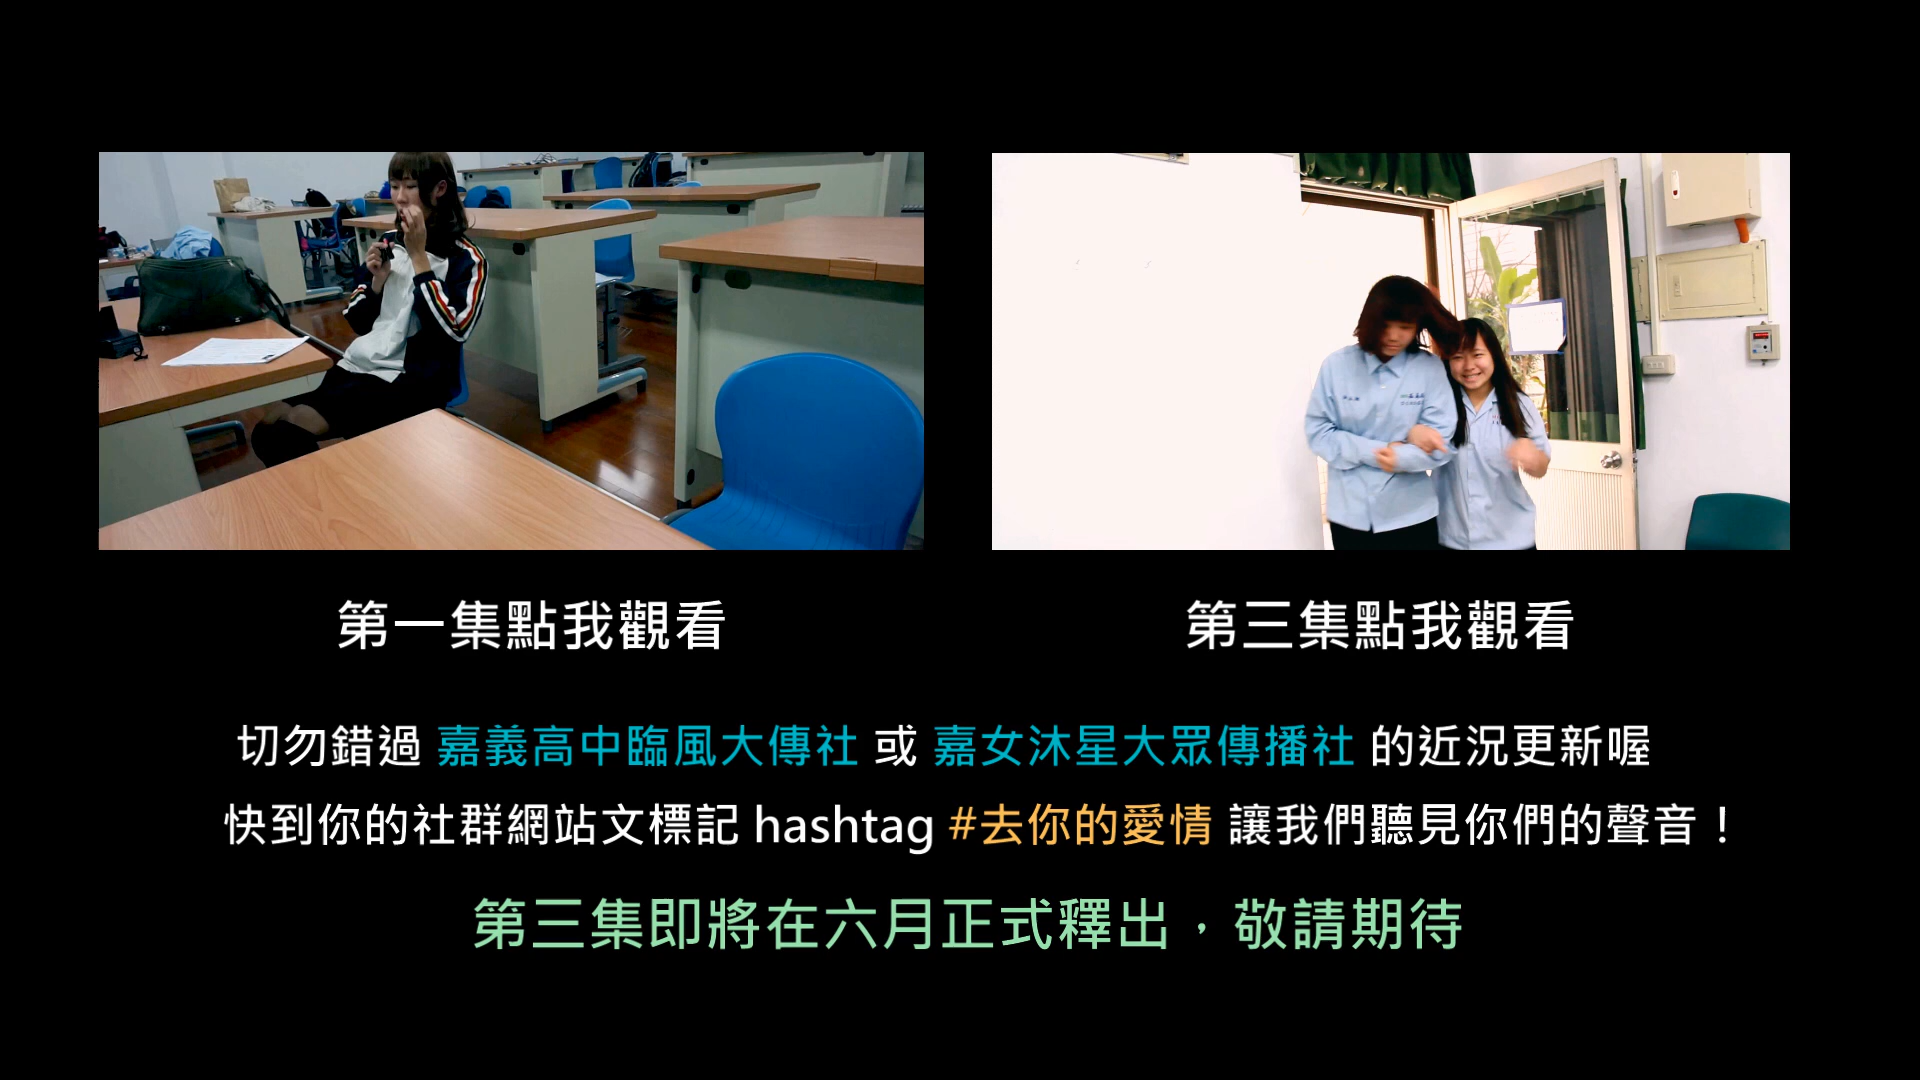 第一集點我觀看
第三集點我觀看
切勿錯過 嘉義高中臨風大傳社 或 嘉女沐星大眾傳播社 的近況更新喔
快到你的社群網站文標記 hashtag #去你的愛情 讓我們聽見你們的聲音！
第三集即將在六月正式釋出，敬請期待